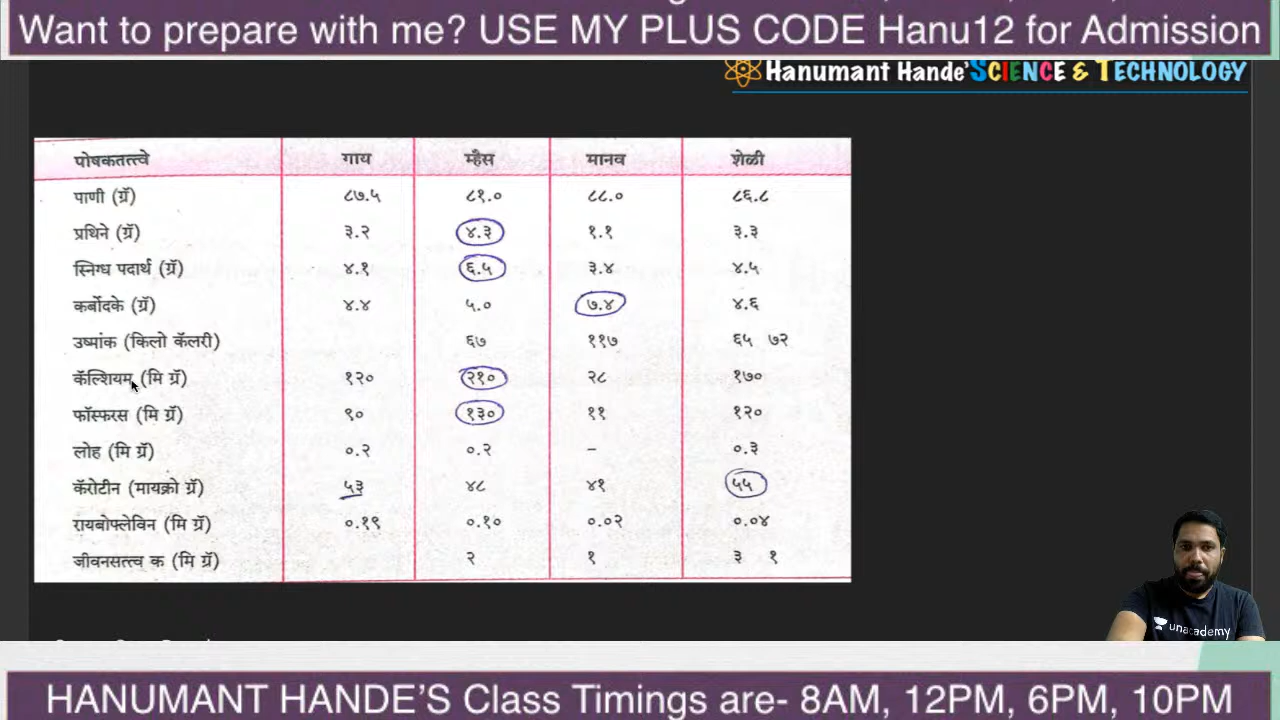 Want to prepare with me? USE MY PLUS CODE Hanu12 for Admission
Hanumant Hande'SCIENCE & TECHNOLOGY
पोषकतत्त्वे गाय म्हैस मानव शेळी
पाणी (ग्रॅ) ८७.५ ८१.० ८८.० ८६.८
प्रथिने (ग्रॅ) ३.२ ४.३ १.१ ३.३
स्निग्ध पदार्थ (ग्रॅ) ४.१ ६.५ ३.४ ४.५
कर्बोदके (ग्रॅ) ४.४ ५.० ७.४ ४.६
उष्मांक (किलो कॅलरी) ६७ ११७ ६५ ७२
कॅल्शियम (मि ग्रॅ) १२० २१० २८ १७०
फॉस्फरस (मि ग्रॅ) ९० १३० ११ १२०
लोह (मि ग्रॅ) ०.२ ०.२ – ०.३
कॅरोटीन (मायक्रो ग्रॅ) ५३ ४८ ४१ ५५
रायबोफ्लेविन (मि ग्रॅ) ०.१९ ०.१० ०.०२ ०.०४
जीवनसत्त्व क (मि ग्रॅ) २ १ ३ १
unacademy
HANUMANT HANDE'S Class Timings are- 8AM, 12PM, 6PM, 10PM